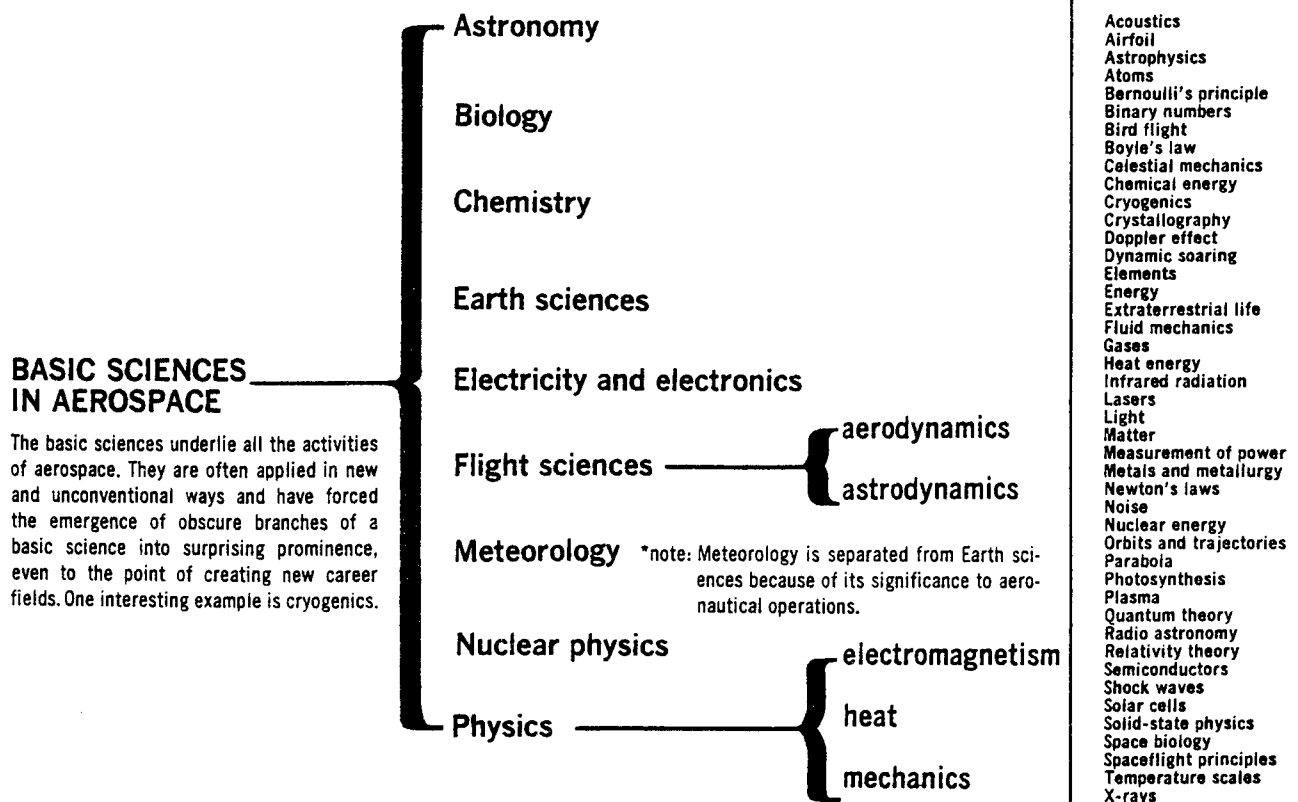 BASIC SCIENCES
IN AEROSPACE
The basic sciences underlie all the activities
of aerospace. They are often applied in new
and unconventional ways and have forced
the emergence of obscure branches of a
basic science into surprising prominence,
even to the point of creating new career
fields. One interesting example is cryogenics.
Astronomy
Biology
Chemistry
Earth sciences
Electricity and electronics
Flight sciences
aerodynamics
astrodynamics
Meteorology *note: Meteorology is separated from Earth sci-
ences because of its significance to aero-
nautical operations.
Nuclear physics
Physics
electromagnetism
heat
mechanics
Acoustics
Airfoil
Astrophysics
Atoms
Bernoulli's principle
Binary numbers
Bird flight
Boyle's law
Celestial mechanics
Chemical energy
Cryogenics
Crystallography
Doppler effect
Dynamic soaring
Elements
Energy
Extraterrestrial life
Fluid mechanics
Gases
Heat energy
Infrared radiation
Lasers
Light
Matter
Measurement of power
Metals and metallurgy
Newton's laws
Noise
Nuclear energy
Orbits and trajectories
Parabola
Photosynthesis
Plasma
Quantum theory
Radio astronomy
Relativity theory
Semiconductors
Shock waves
Solar cells
Solid-state physics
Space biology
Spaceflight principles
Temperature scales
X-rays